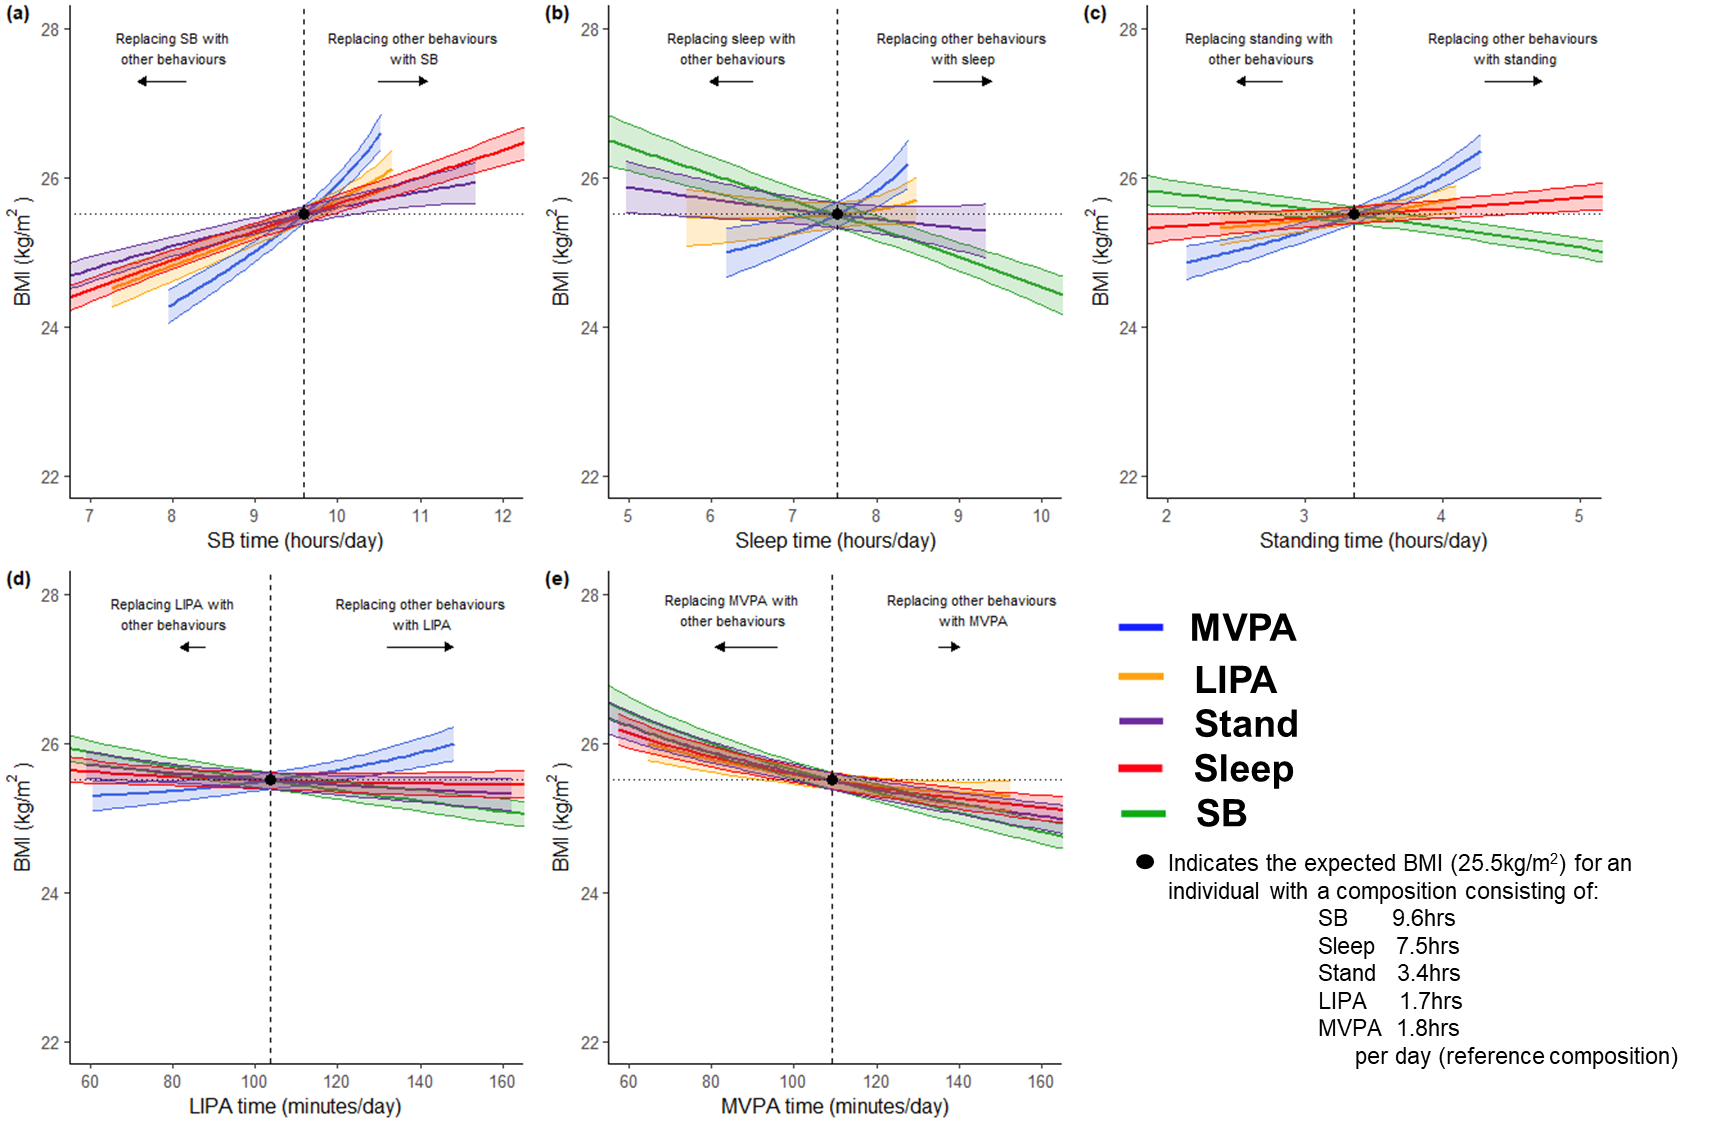 (a)
Replacing SB with
other behaviours
Replacing other behaviours
with SB
28
26
24
22
BMI (kg/m²)
7 8 9 10 11 12
SB time (hours/day)
(b)
Replacing sleep with
other behaviours
Replacing other behaviours
with sleep
28
26
24
22
BMI (kg/m²)
5 6 7 8 9 10
Sleep time (hours/day)
(c)
Replacing standing with
other behaviours
Replacing other behaviours
with standing
28
26
24
22
BMI (kg/m²)
2 3 4 5
Standing time (hours/day)
(d)
Replacing LIPA with
other behaviours
Replacing other behaviours
with LIPA
28
26
24
22
BMI (kg/m²)
60 80 100 120 140 160
LIPA time (minutes/day)
(e)
Replacing MVPA with
other behaviours
Replacing other behaviours
with MVPA
28
26
24
22
BMI (kg/m²)
60 80 100 120 140 160
MVPA time (minutes/day)
MVPA
LIPA
Stand
Sleep
SB
Indicates the expected BMI (25.5kg/m²) for an
individual with a composition consisting of:
SB 9.6hrs
Sleep 7.5hrs
Stand 3.4hrs
LIPA 1.7hrs
MVPA 1.8hrs
per day (reference composition)